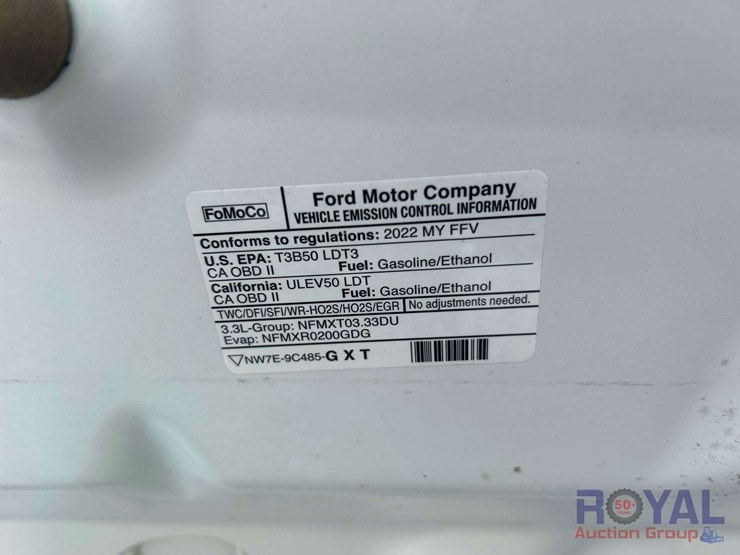 FoMoCo
Ford Motor Company
VEHICLE EMISSION CONTROL INFORMATION
Conforms to regulations: 2022 MY FFV
U.S. EPA: T3B50 LDT3
CA OBD II Fuel: Gasoline/Ethanol
California: ULEV50 LDT
CA OBD II Fuel: Gasoline/Ethanol
TWC/DFI/SFI/WR-HO2S/HO2S/EGR No adjustments needed.
3.3L-Group: NFMXT03.33DU
Evap: NFMXR0200GDG
NW7E-9C485-G X T
ROYAL
50+
Auction Group